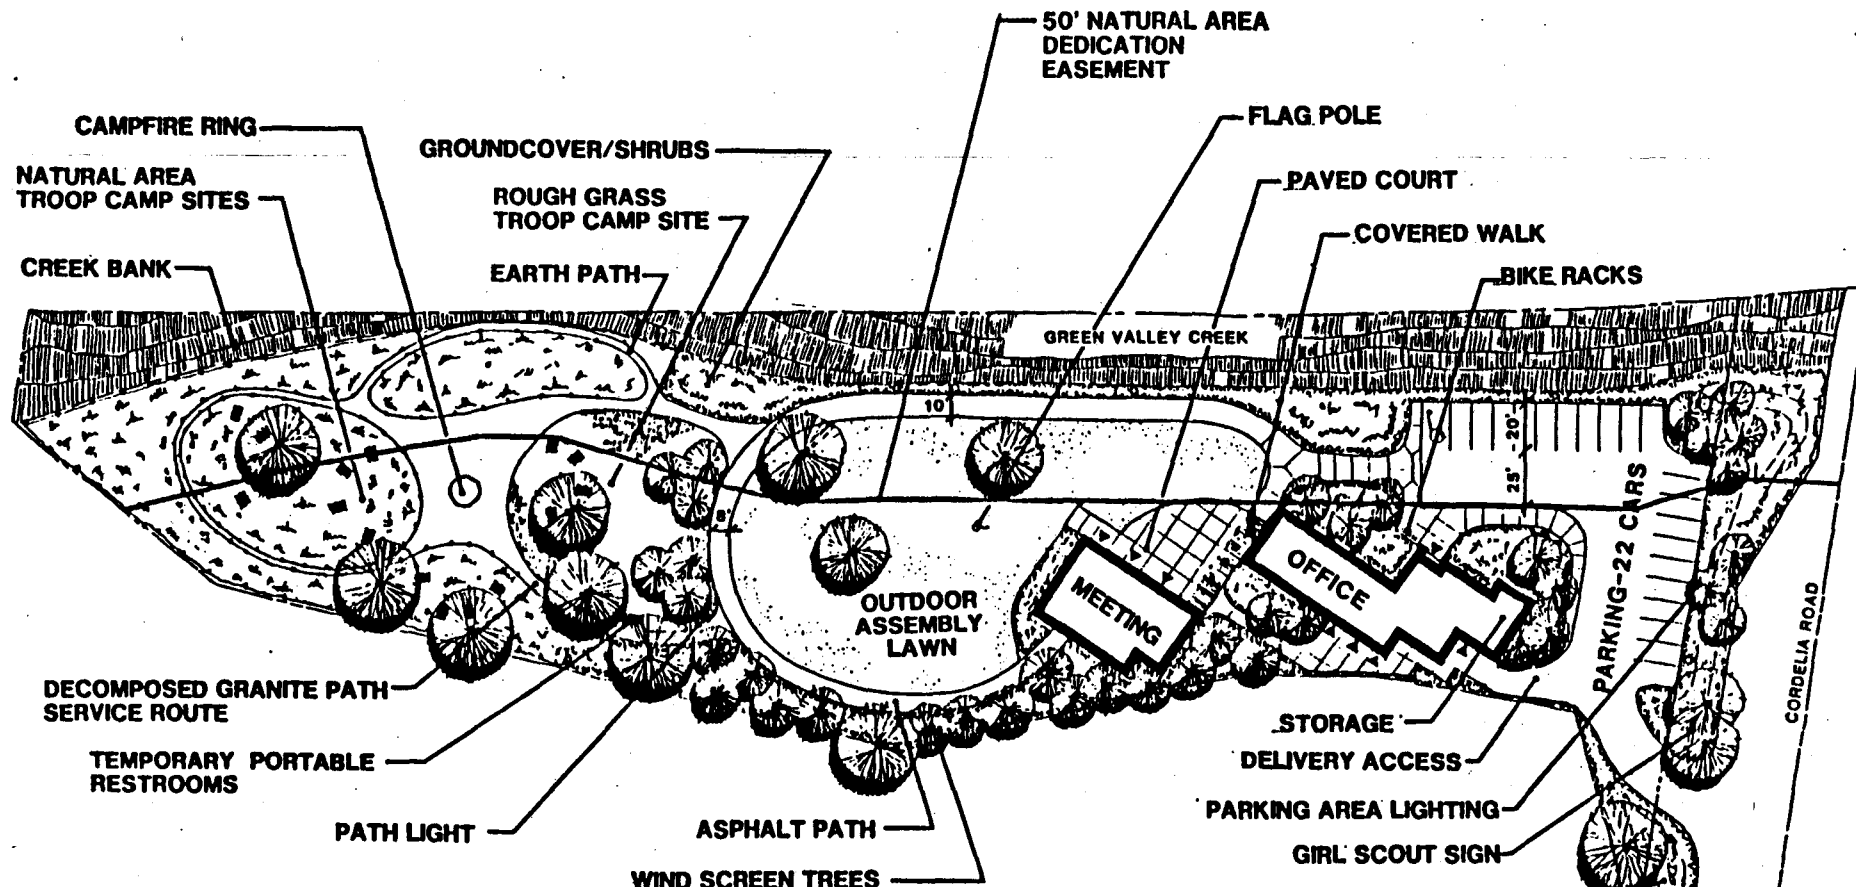 50' NATURAL AREA
DEDICATION
EASEMENT
FLAG POLE
CAMPFIRE RING
GROUNDCOVER/SHRUBS
NATURAL AREA
TROOP CAMP SITES
ROUGH GRASS
TROOP CAMP SITE
PAVED COURT
COVERED WALK
CREEK BANK
EARTH PATH
BIKE RACKS
GREEN VALLEY CREEK
10'
20'
25'
8'
PARKING-22 CARS
OFFICE
MEETING
OUTDOOR
ASSEMBLY
LAWN
CORDELIA ROAD
DECOMPOSED GRANITE PATH
SERVICE ROUTE
STORAGE
TEMPORARY PORTABLE
RESTROOMS
DELIVERY ACCESS
PARKING AREA LIGHTING
PATH LIGHT
ASPHALT PATH
GIRL SCOUT SIGN
WIND SCREEN TREES